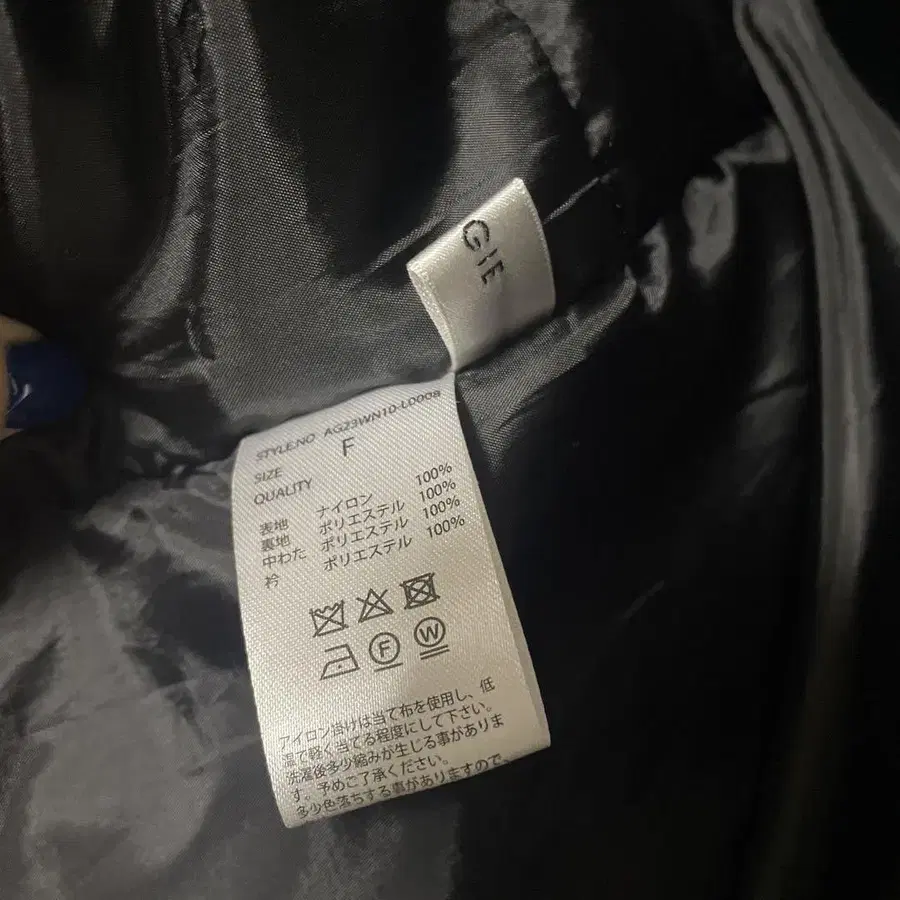 GIE
STYLE.NO AG23WN10-L0008
SIZE F
QUALITY
表地 ナイロン 100%
裏地 ポリエステル 100%
中わた ポリエステル 100%
衿 ポリエステル 100%
F W
アイロン掛けは当て布を使用し、低
温で軽く当てる程度にして下さい。
洗濯後多少縮みが生じる事がありま
す。予めご了承ください。
多少色落ちする事がありますので、